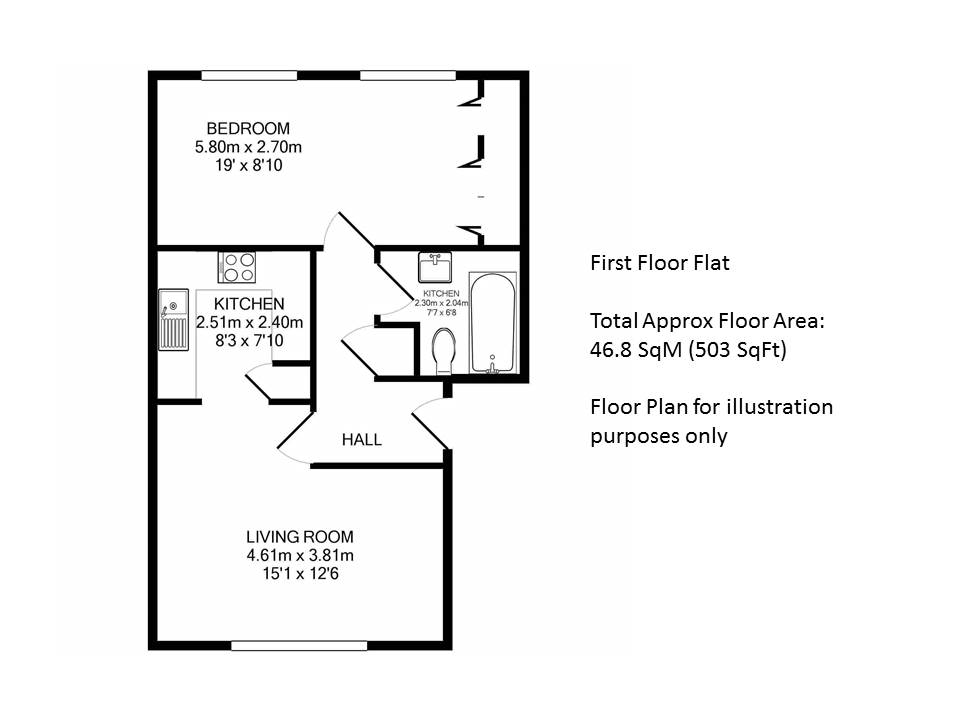 BEDROOM
5.80m x 2.70m
19' x 8'10
KITCHEN
2.51m x 2.40m
8'3 x 7'10
KITCHEN
2.30m x 2.04m
7'7 x 6'8
HALL
LIVING ROOM
4.61m x 3.81m
15'1 x 12'6
First Floor Flat
Total Approx Floor Area:
46.8 SqM (503 SqFt)
Floor Plan for illustration
purposes only